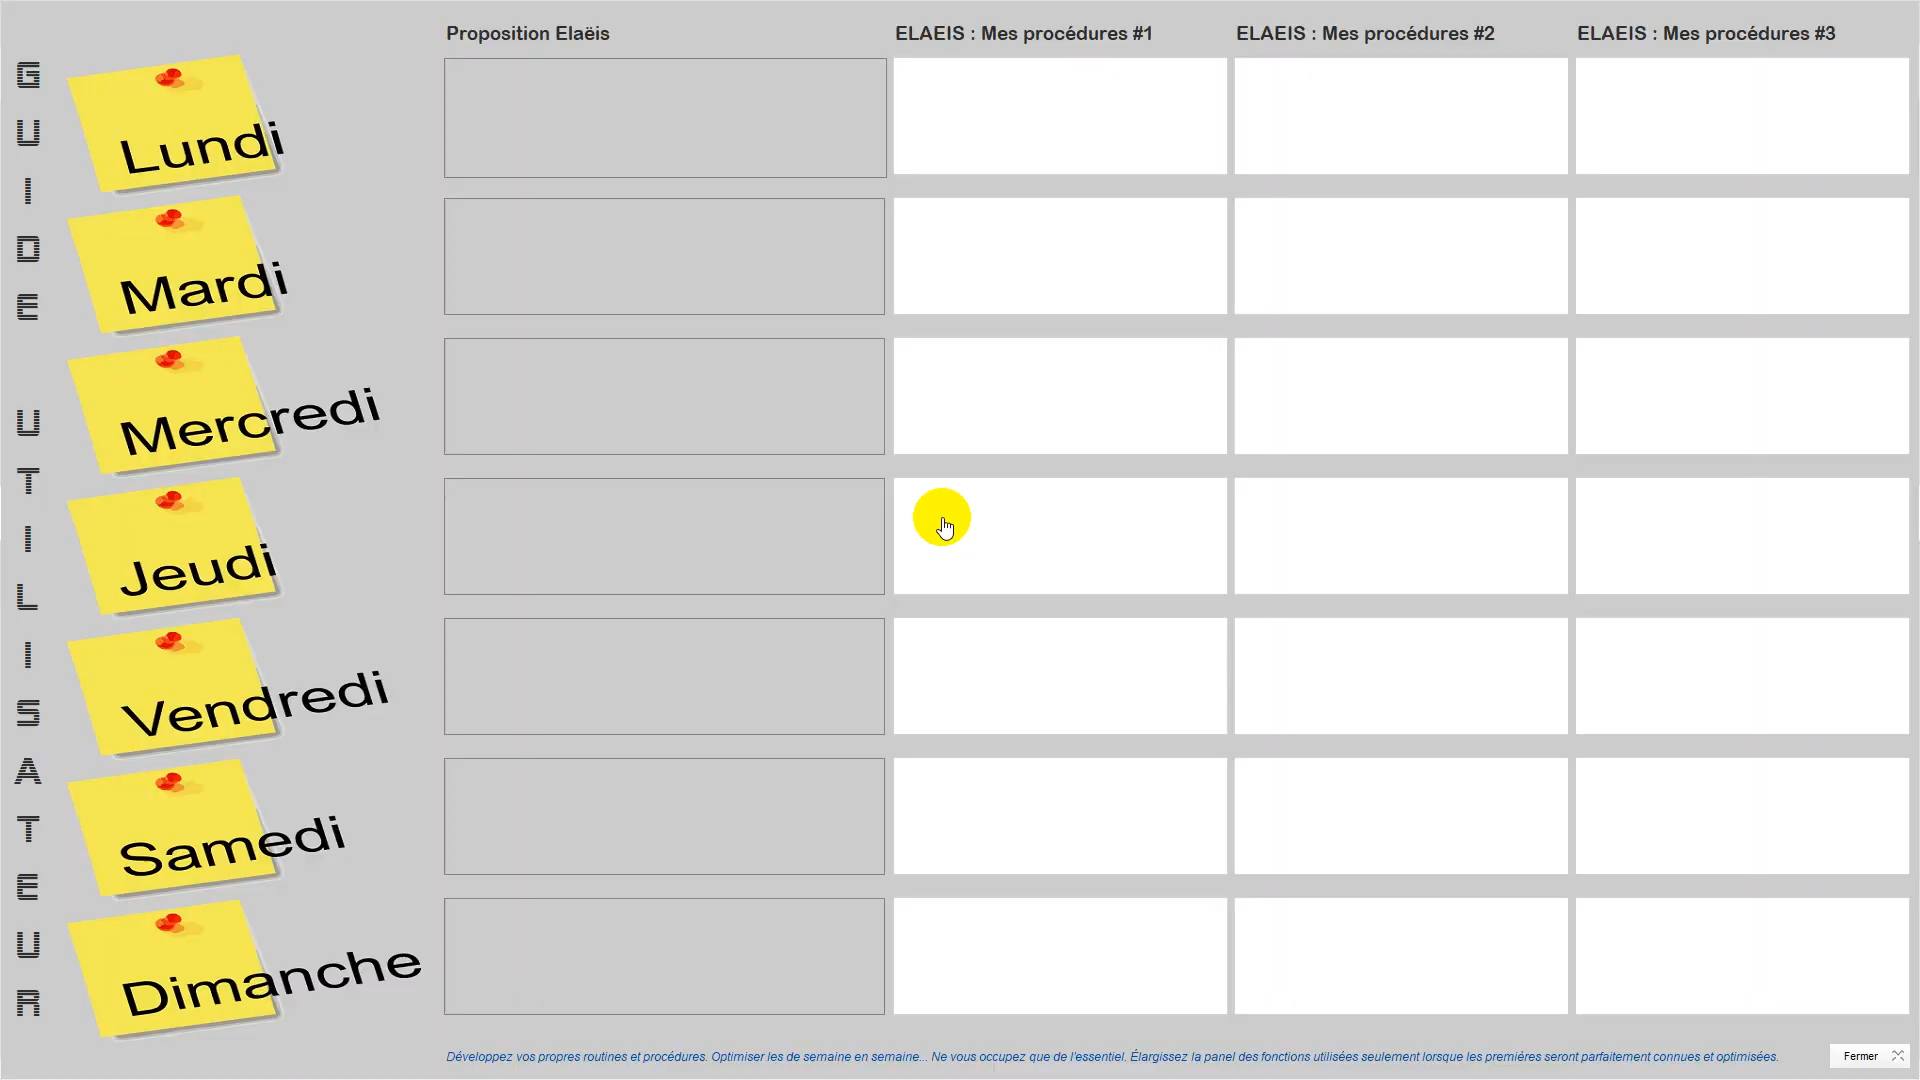 Proposition Elaëis
ELAEIS : Mes procédures #1
ELAEIS : Mes procédures #2
ELAEIS : Mes procédures #3
GUIDE UTILISATEUR
Lundi
Mardi
Mercredi
Jeudi
Vendredi
Samedi
Dimanche
Développez vos propres routines et procédures. Optimiser les de semaine en semaine... Ne vous occupez que de l'essentiel. Élargissez la panel des fonctions utilisées seulement lorsque les premières seront parfaitement connues et optimisées.
Fermer